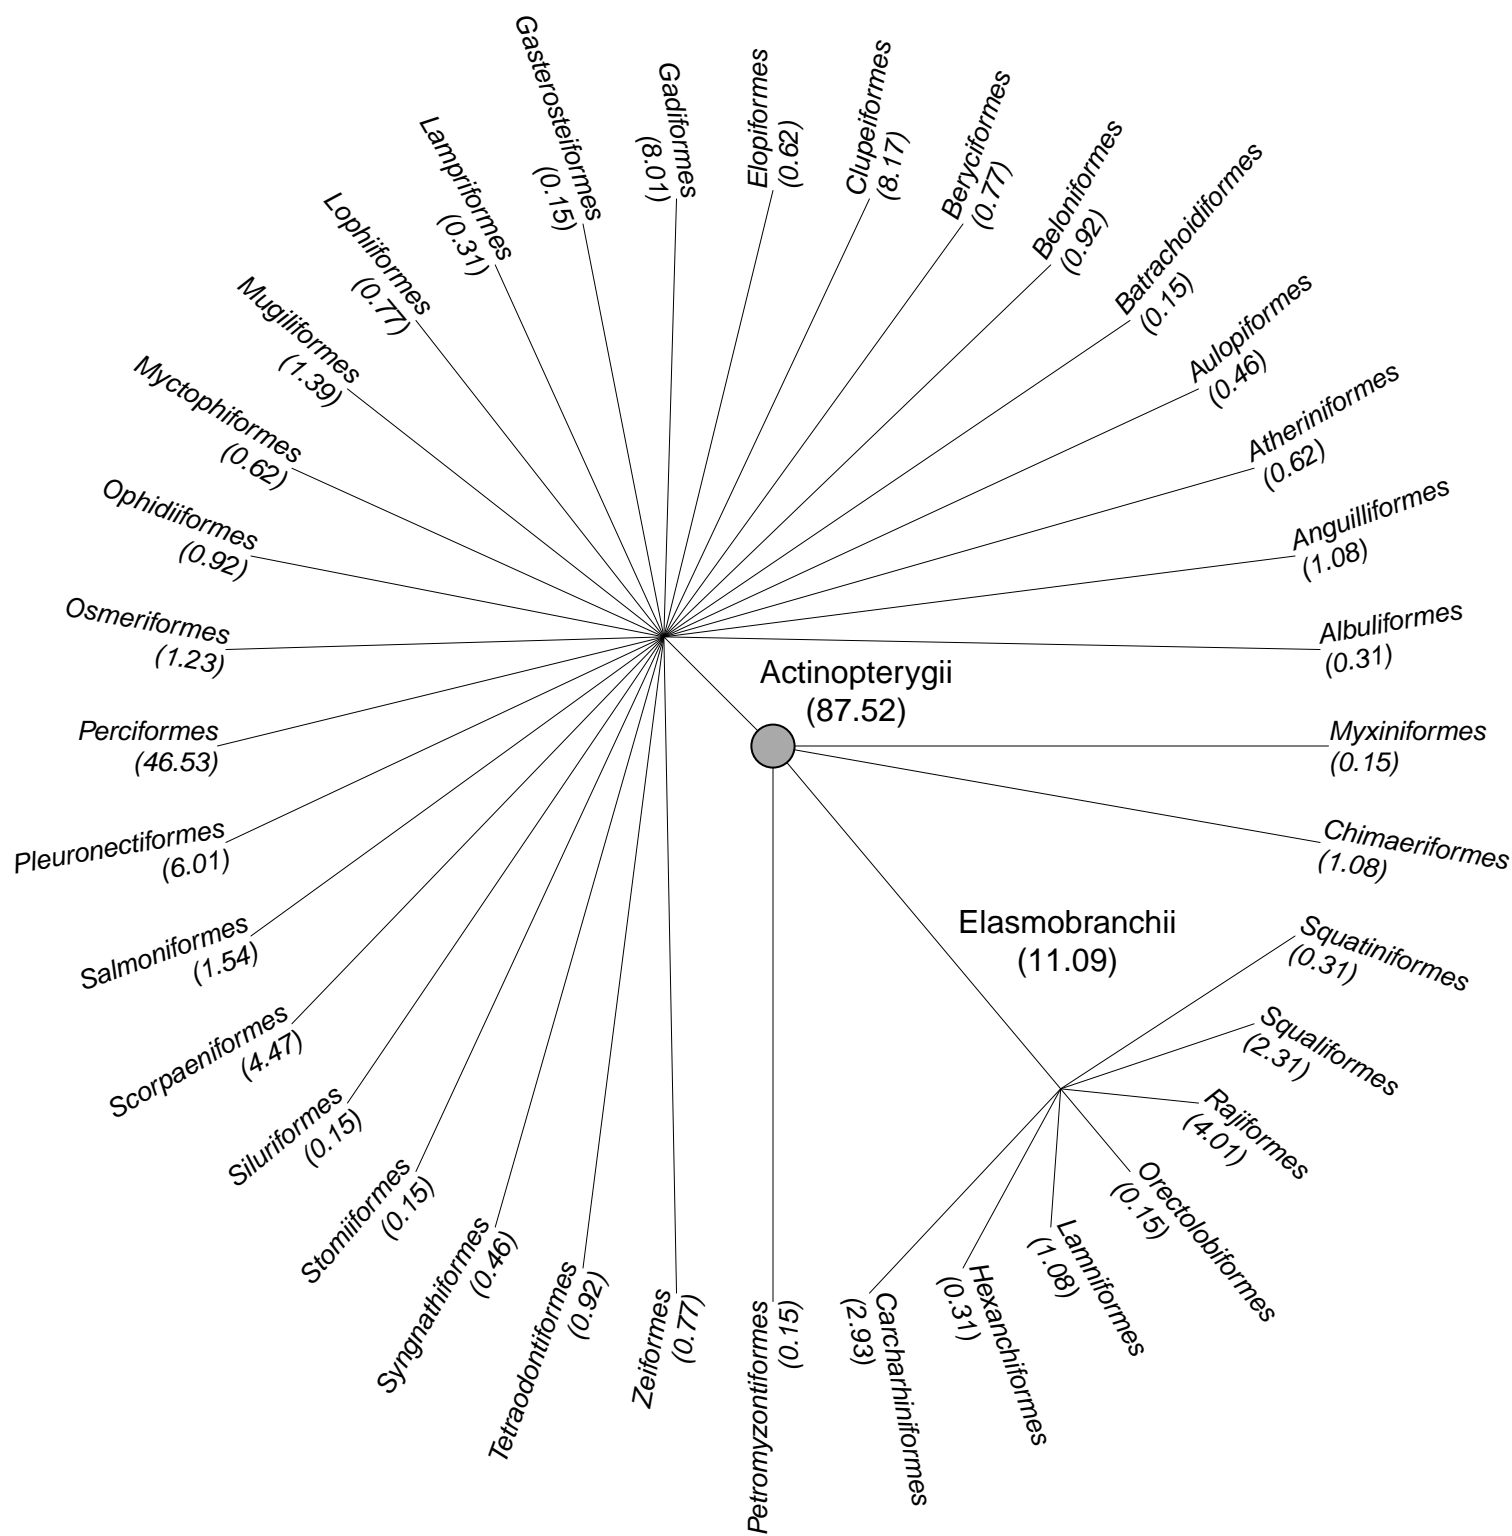 Gasterosteiformes
(0.15)
Gadiformes
(8.01)
Elopiformes
(0.62)
Clupeiformes
(8.17)
Beryciformes
(0.77)
Beloniformes
(0.92)
Batrachoidiformes
(0.15)
Aulopiformes
(0.46)
Atheriniformes
(0.62)
Anguilliformes
(1.08)
Albuliformes
(0.31)
Myxiniformes
(0.15)
Chimaeriformes
(1.08)
Squatiniformes
(0.31)
Squaliformes
(2.31)
Rajiformes
(4.01)
Orectolobiformes
(0.15)
Lamniformes
(1.08)
Hexanchiformes
(0.31)
Carcharhiniformes
(2.93)
Petromyzontiformes
(0.15)
Zeiformes
(0.77)
Tetraodontiformes
(0.92)
Syngnathiformes
(0.46)
Stomiiformes
(0.15)
Siluriformes
(0.15)
Scorpaeniformes
(4.47)
Salmoniformes
(1.54)
Pleuronectiformes
(6.01)
Perciformes
(46.53)
Osmeriformes
(1.23)
Ophidiiformes
(0.92)
Myctophiformes
(0.62)
Mugiliformes
(1.39)
Lophiiformes
(0.77)
Lampriformes
(0.31)
Actinopterygii
(87.52)
Elasmobranchii
(11.09)